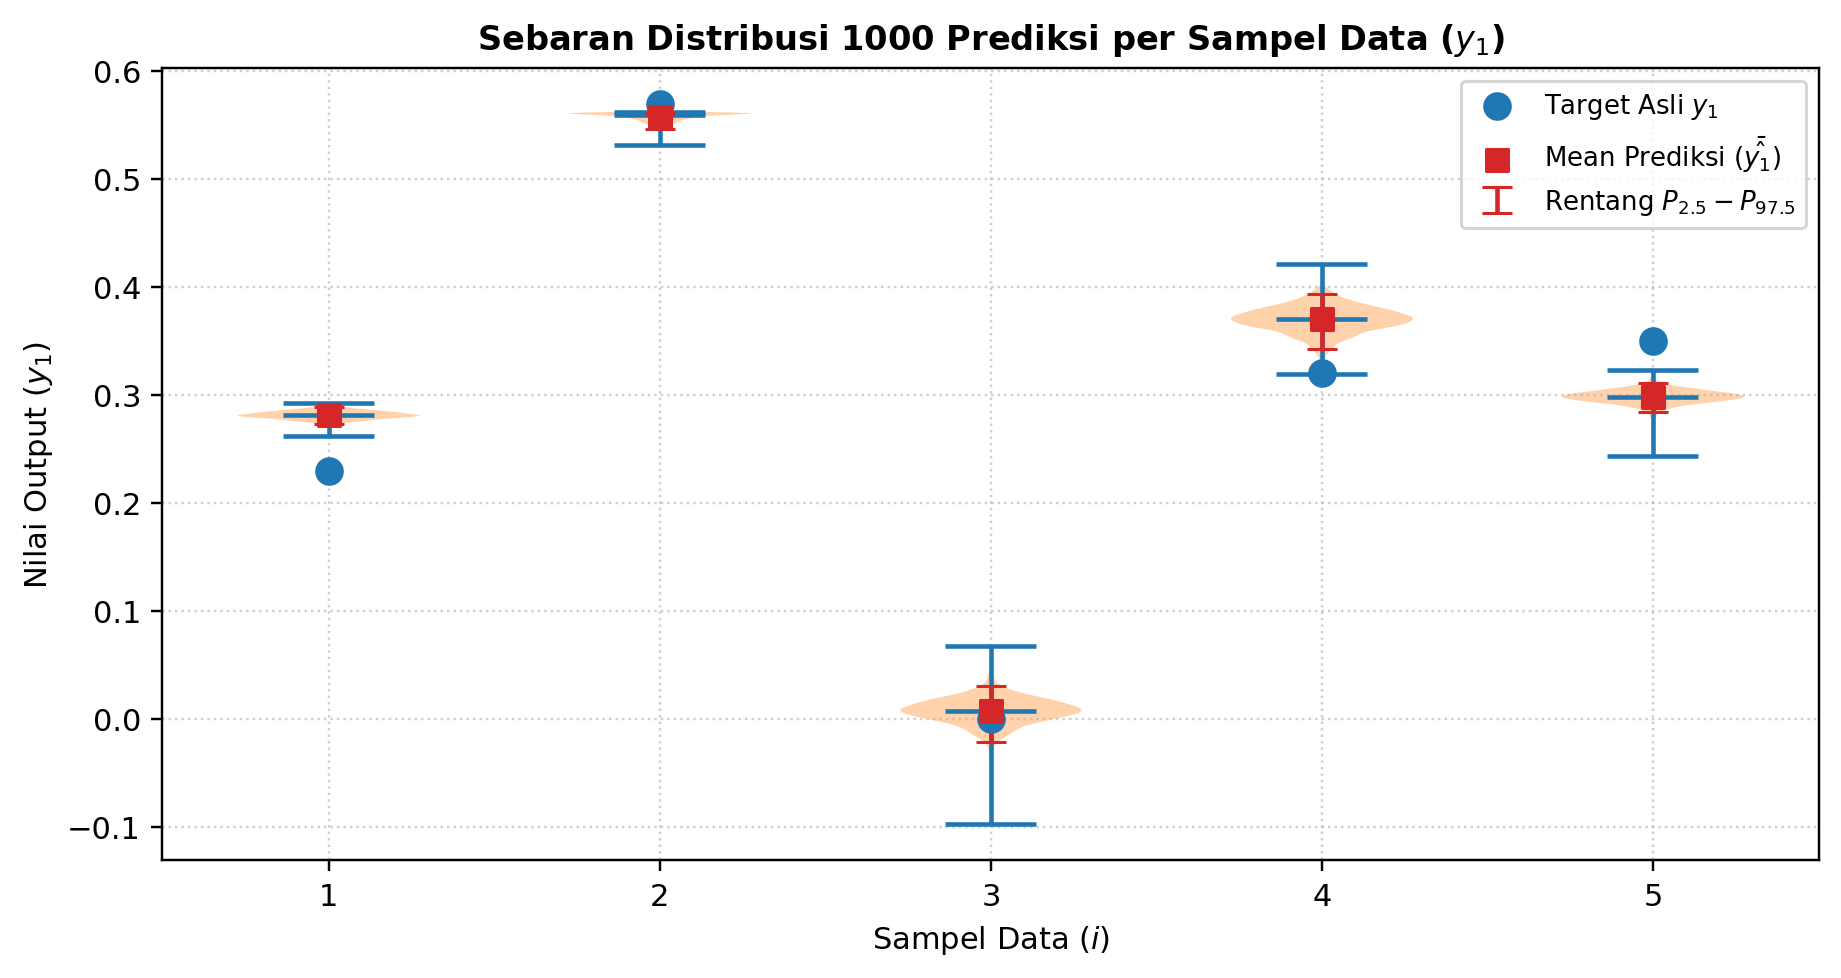 Sebaran Distribusi 1000 Prediksi per Sampel Data (y₁)
Target Asli y₁
Mean Prediksi (ŷ̄₁)
Rentang P₂.₅ − P₉₇.₅
Nilai Output (y₁)
0.6
0.5
0.4
0.3
0.2
0.1
0.0
−0.1
1 2 3 4 5
Sampel Data (i)